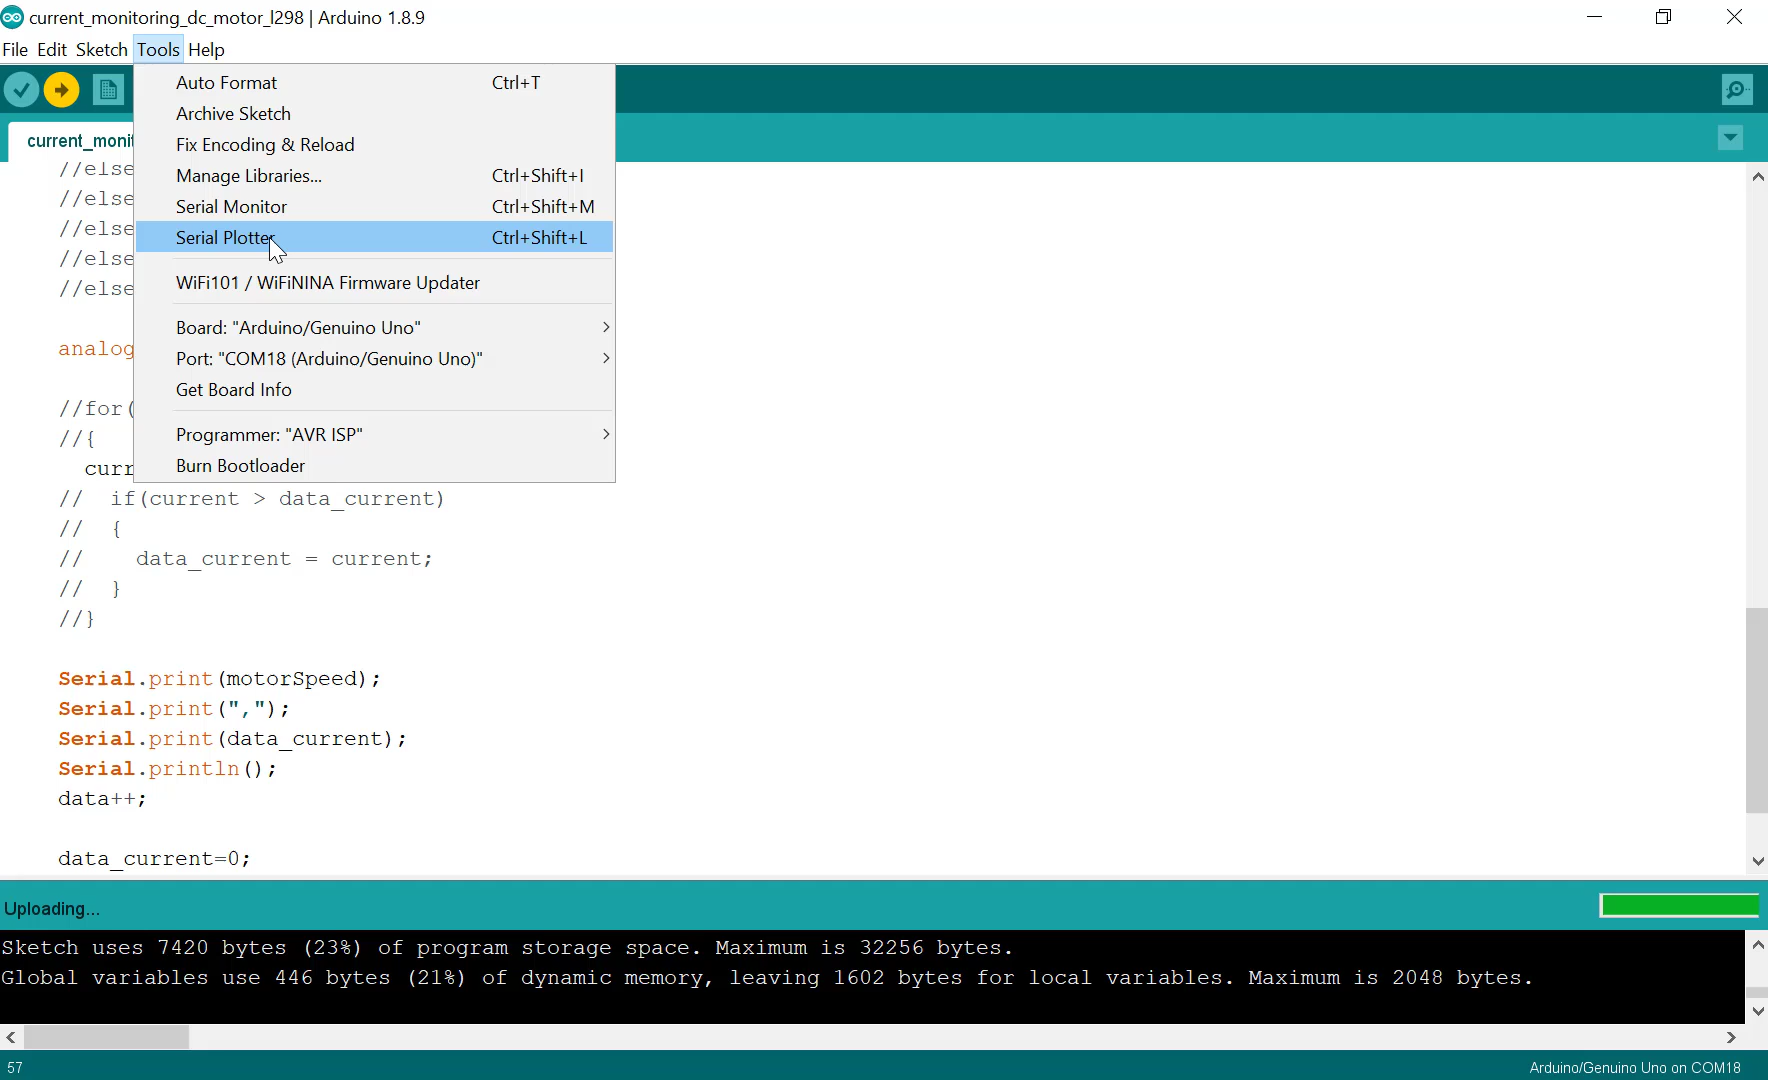 current_monitoring_dc_motor_l298 | Arduino 1.8.9
File Edit Sketch Tools Help
Auto Format Ctrl+T
Archive Sketch
Fix Encoding & Reload
Manage Libraries... Ctrl+Shift+I
Serial Monitor Ctrl+Shift+M
Serial Plotter Ctrl+Shift+L
WiFi101 / WiFiNINA Firmware Updater
Board: "Arduino/Genuino Uno"
Port: "COM18 (Arduino/Genuino Uno)"
Get Board Info
Programmer: "AVR ISP"
Burn Bootloader
current_monit
//else
//else
//else
//else
//else
analog
//for(
//{
curr
// if(current > data_current)
// {
// data_current = current;
// }
//}
Serial.print(motorSpeed);
Serial.print(",");
Serial.print(data_current);
Serial.println();
data++;
data_current=0;
Uploading...
Sketch uses 7420 bytes (23%) of program storage space. Maximum is 32256 bytes.
Global variables use 446 bytes (21%) of dynamic memory, leaving 1602 bytes for local variables. Maximum is 2048 bytes.
57 Arduino/Genuino Uno on COM18